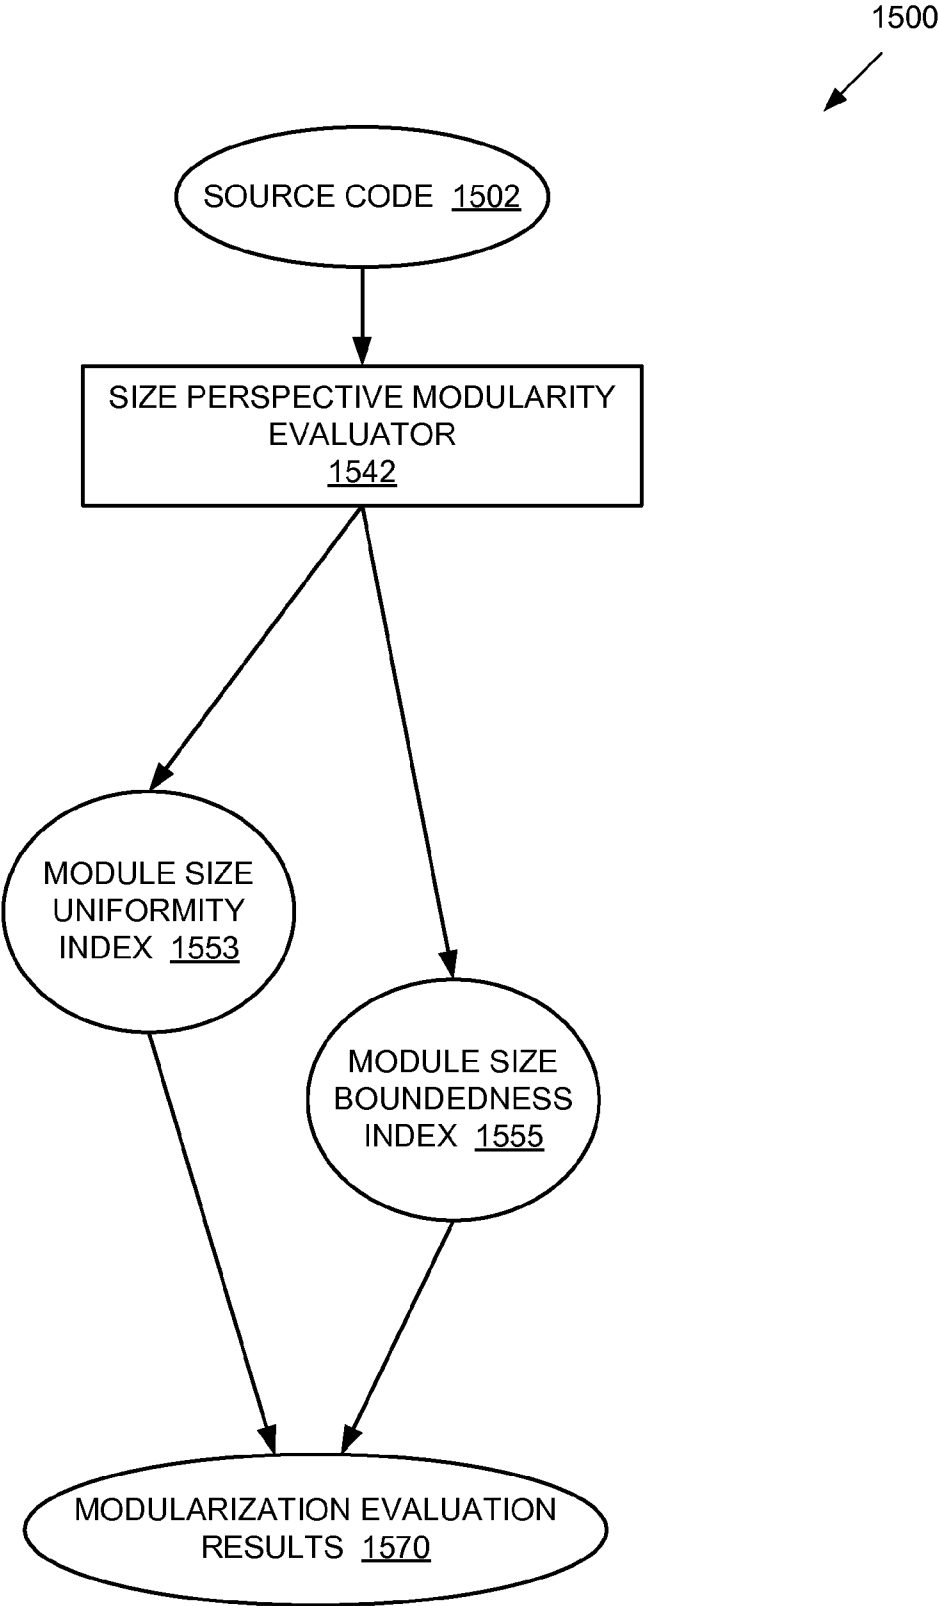 1500
SOURCE CODE 1502
SIZE PERSPECTIVE MODULARITY
EVALUATOR
1542
MODULE SIZE
UNIFORMITY
INDEX 1553
MODULE SIZE
BOUNDEDNESS
INDEX 1555
MODULARIZATION EVALUATION
RESULTS 1570